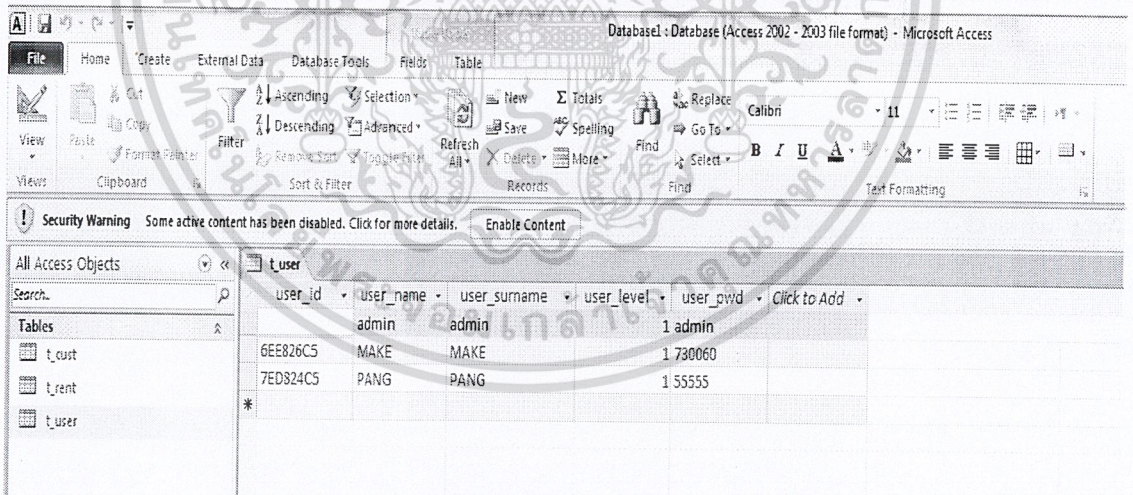 Database1 : Database (Access 2002 - 2003 file format) - Microsoft Access
File Home Create External Data Database Tools Fields Table
View Paste Cut Copy Format Painter
Filter Ascending Descending Remove Sort Selection Advanced Toggle Filter
Refresh All New Save Delete Totals Spelling More
Find Replace Go To Select
Calibri 11
B I U A
Views Clipboard Sort & Filter Records Find Text Formatting
Security Warning Some active content has been disabled. Click for more details. Enable Content
All Access Objects
Search..
Tables
t_cust
t_rent
t_user
t_user
user_id user_name user_surname user_level user_pwd Click to Add
admin admin 1 admin
6EE826C5 MAKE MAKE 1 730060
7ED824C5 PANG PANG 1 55555